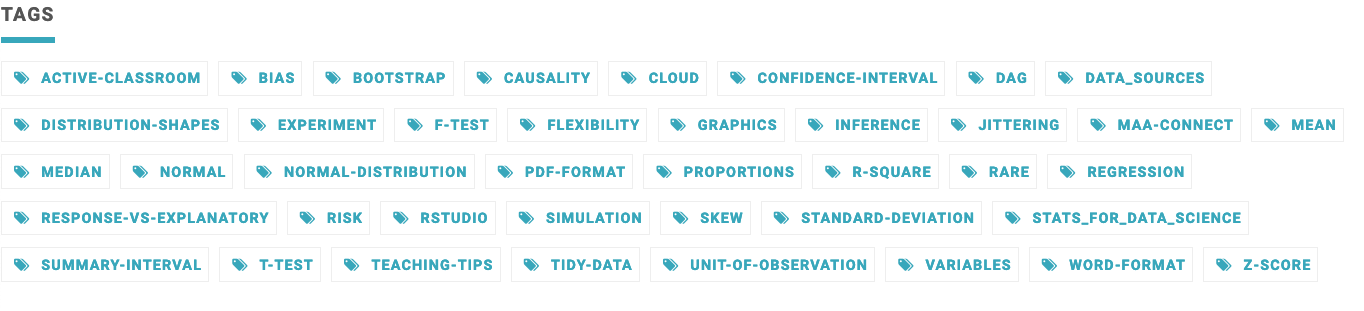 TAGS
ACTIVE-CLASSROOM BIAS BOOTSTRAP CAUSALITY CLOUD CONFIDENCE-INTERVAL DAG DATA_SOURCES
DISTRIBUTION-SHAPES EXPERIMENT F-TEST FLEXIBILITY GRAPHICS INFERENCE JITTERING MAA-CONNECT MEAN
MEDIAN NORMAL NORMAL-DISTRIBUTION PDF-FORMAT PROPORTIONS R-SQUARE RARE REGRESSION
RESPONSE-VS-EXPLANATORY RISK RSTUDIO SIMULATION SKEW STANDARD-DEVIATION STATS_FOR_DATA_SCIENCE
SUMMARY-INTERVAL T-TEST TEACHING-TIPS TIDY-DATA UNIT-OF-OBSERVATION VARIABLES WORD-FORMAT Z-SCORE